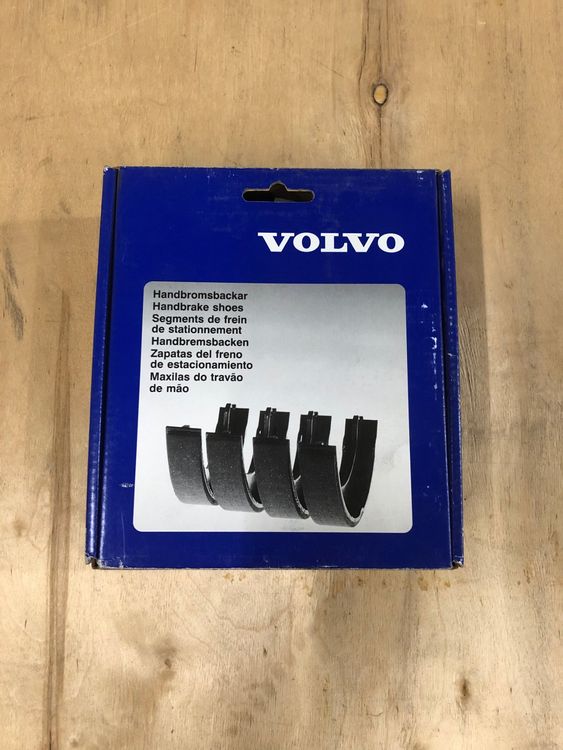 VOLVO
Handbromsbackar
Handbrake shoes
Segments de frein
de stationnement
Handbremsbacken
Zapatas del freno
de estacionamiento
Maxilas do travão
de mão